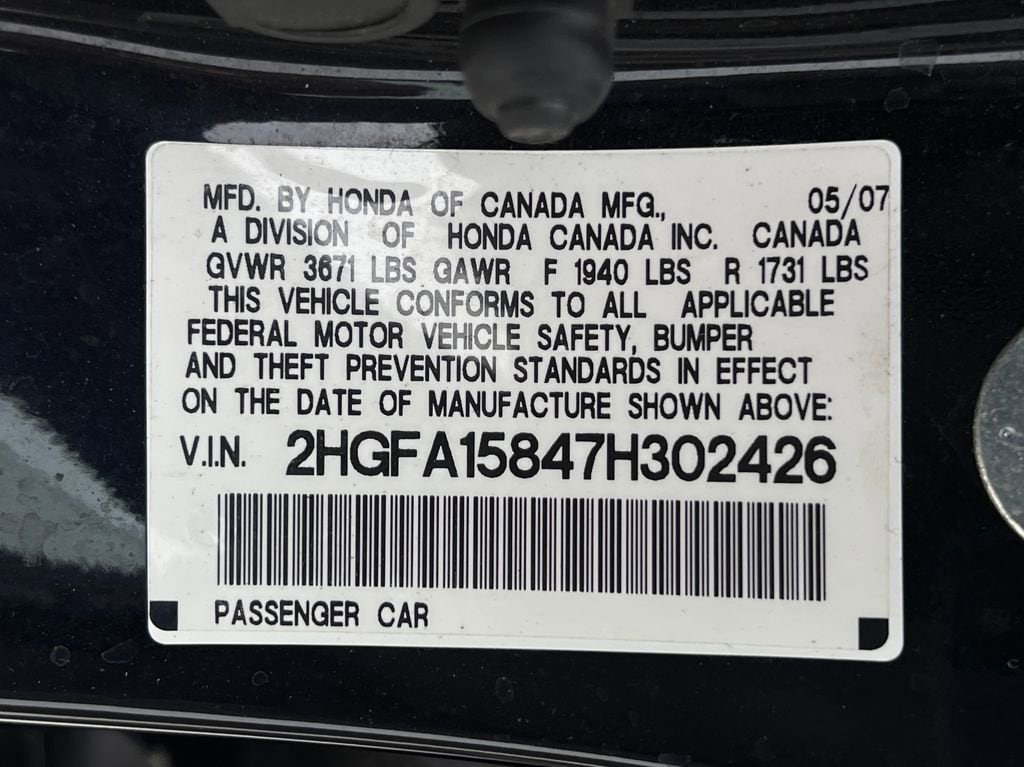 MFD. BY HONDA OF CANADA MFG., 05/07
A DIVISION OF HONDA CANADA INC. CANADA
GVWR 3671 LBS GAWR F 1940 LBS R 1731 LBS
THIS VEHICLE CONFORMS TO ALL APPLICABLE
FEDERAL MOTOR VEHICLE SAFETY, BUMPER
AND THEFT PREVENTION STANDARDS IN EFFECT
ON THE DATE OF MANUFACTURE SHOWN ABOVE:
V.I.N. 2HGFA15847H302426
PASSENGER CAR